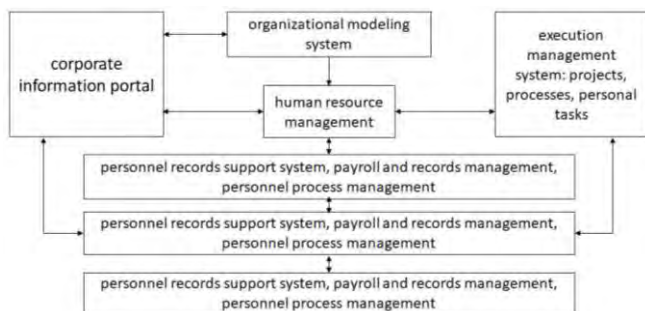 corporate
information portal
organizational modeling
system
execution
management
system: projects,
processes, personal
tasks
human resource
management
personnel records support system, payroll and records management,
personnel process management
personnel records support system, payroll and records management,
personnel process management
personnel records support system, payroll and records management,
personnel process management